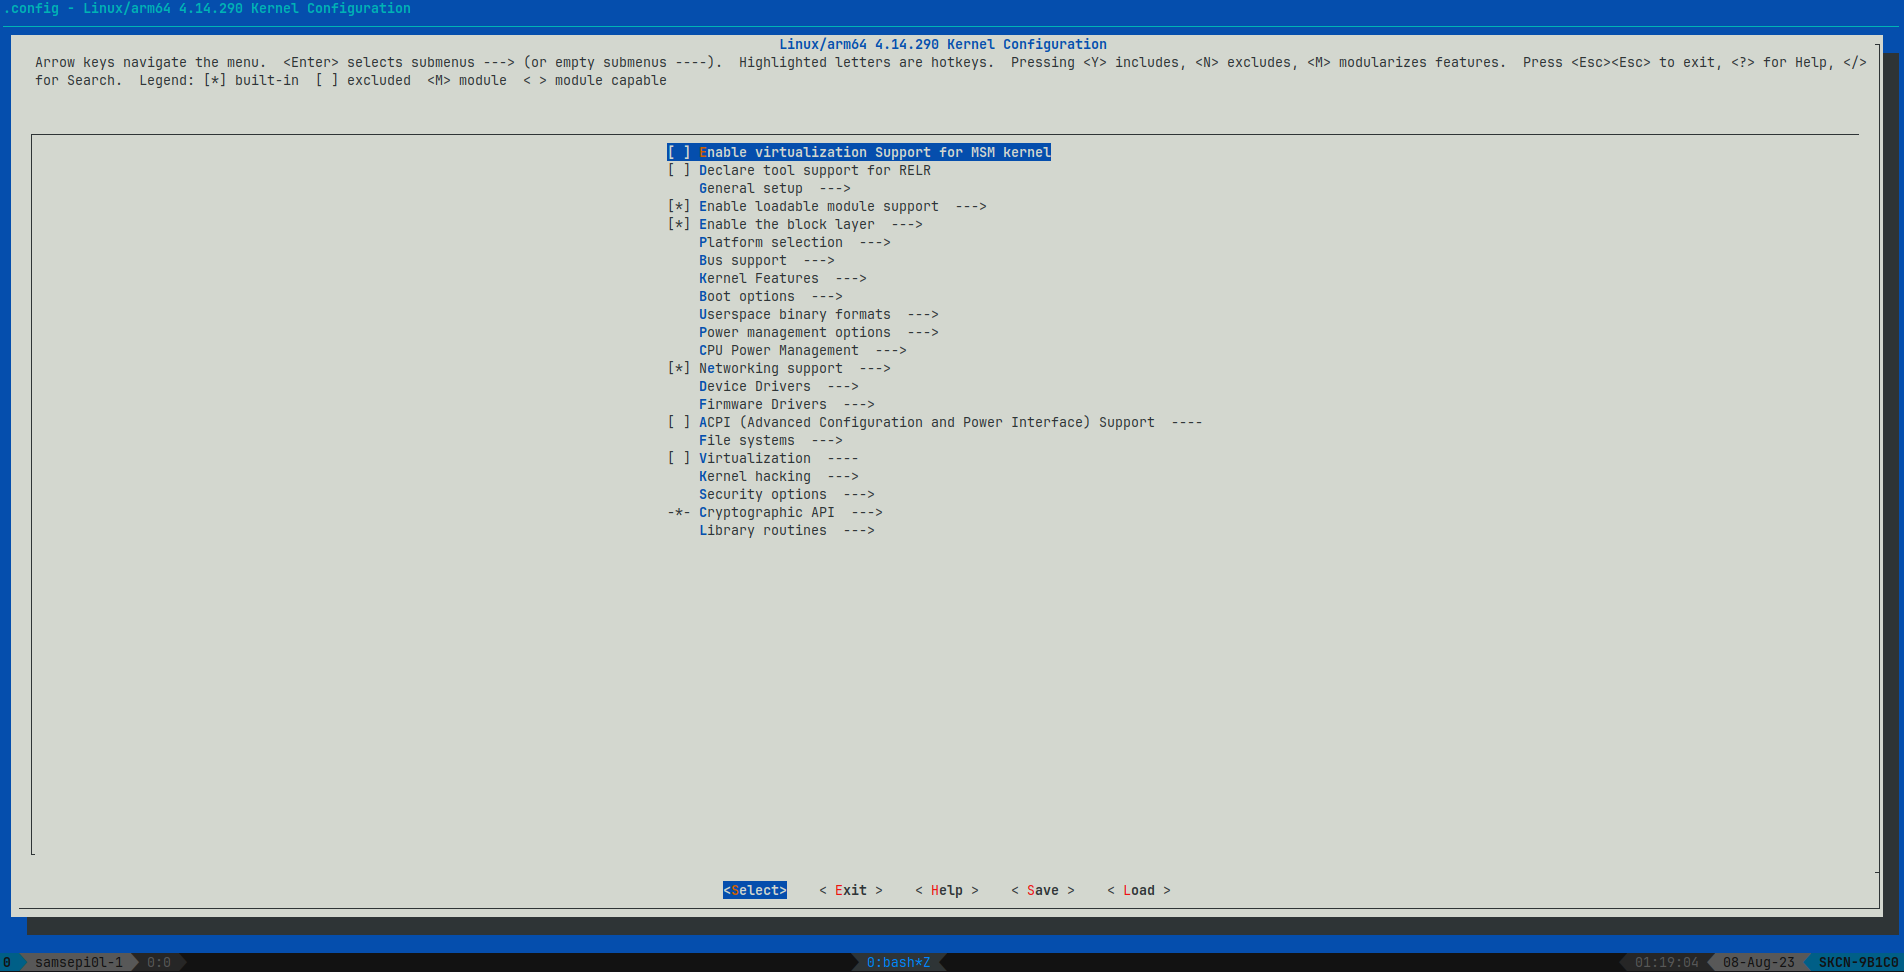 .config - Linux/arm64 4.14.290 Kernel Configuration
Linux/arm64 4.14.290 Kernel Configuration
Arrow keys navigate the menu.  <Enter> selects submenus ---> (or empty submenus ----).  Highlighted letters are hotkeys.  Pressing <Y> includes, <N> excludes, <M> modularizes features.  Press <Esc><Esc> to exit, <?> for Help, </>
for Search.  Legend: [*] built-in  [ ] excluded  <M> module  < > module capable
[ ] Enable virtualization Support for MSM kernel
[ ] Declare tool support for RELR
General setup  --->
[*] Enable loadable module support  --->
[*] Enable the block layer  --->
Platform selection  --->
Bus support  --->
Kernel Features  --->
Boot options  --->
Userspace binary formats  --->
Power management options  --->
CPU Power Management  --->
[*] Networking support  --->
Device Drivers  --->
Firmware Drivers  --->
[ ] ACPI (Advanced Configuration and Power Interface) Support  ----
File systems  --->
[ ] Virtualization  ----
Kernel hacking  --->
Security options  --->
-*- Cryptographic API  --->
Library routines  --->
<Select>    < Exit >    < Help >    < Save >    < Load >
0 samsepi0l-1 0:0 0:bash*Z 01:19:04 08-Aug-23 SKCN-9B1C0